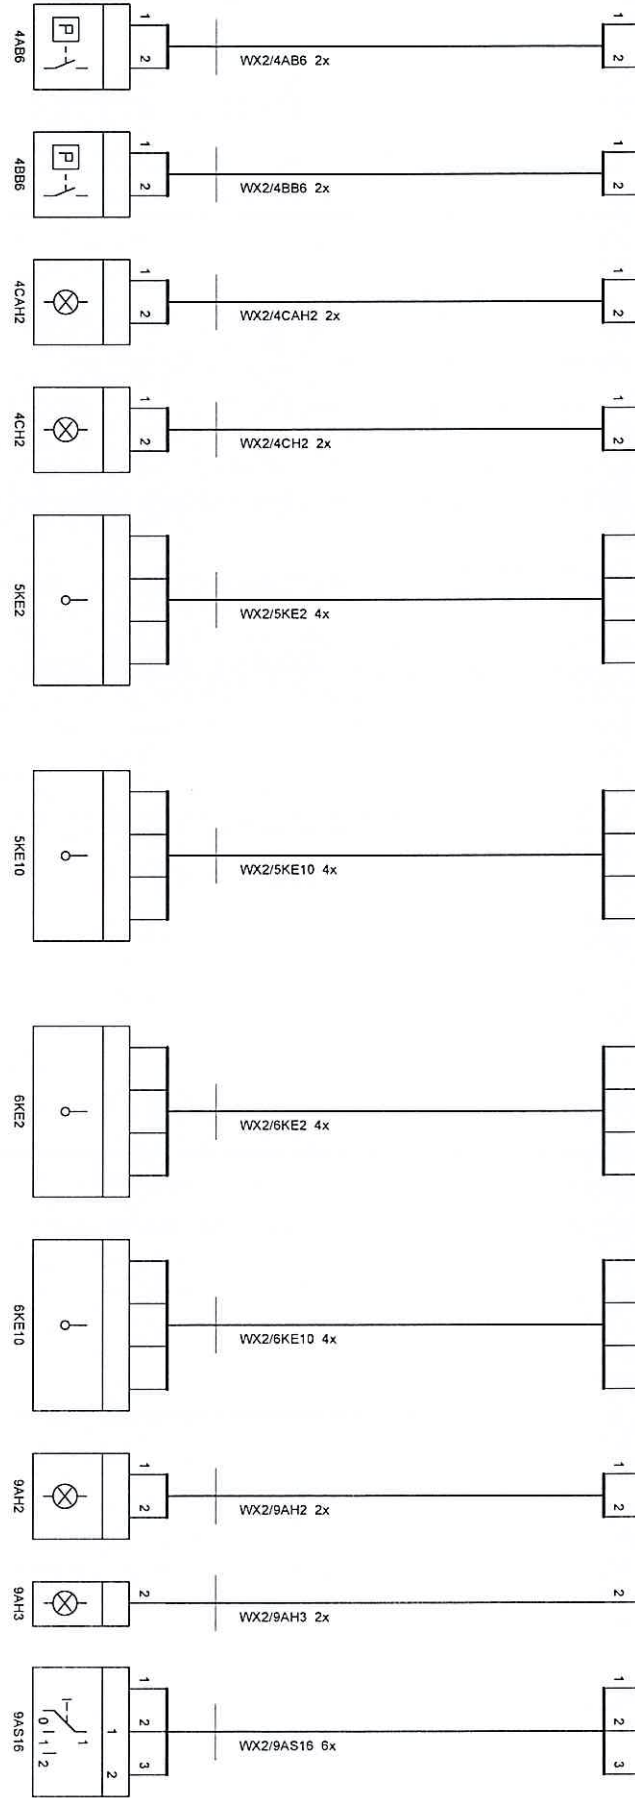 4AB6
P
1
2
WX2/4AB6 2x
1
2
4BB6
P
1
2
WX2/4BB6 2x
1
2
4CAH2
1
2
WX2/4CAH2 2x
1
2
4CH2
1
2
WX2/4CH2 2x
1
2
5KE2
WX2/5KE2 4x
5KE10
WX2/5KE10 4x
6KE2
WX2/6KE2 4x
6KE10
WX2/6KE10 4x
9AH2
1
2
WX2/9AH2 2x
1
2
9AH3
2
WX2/9AH3 2x
2
9AS16
0 1 2
1
1
2
1
2
3
WX2/9AS16 6x
1
2
3